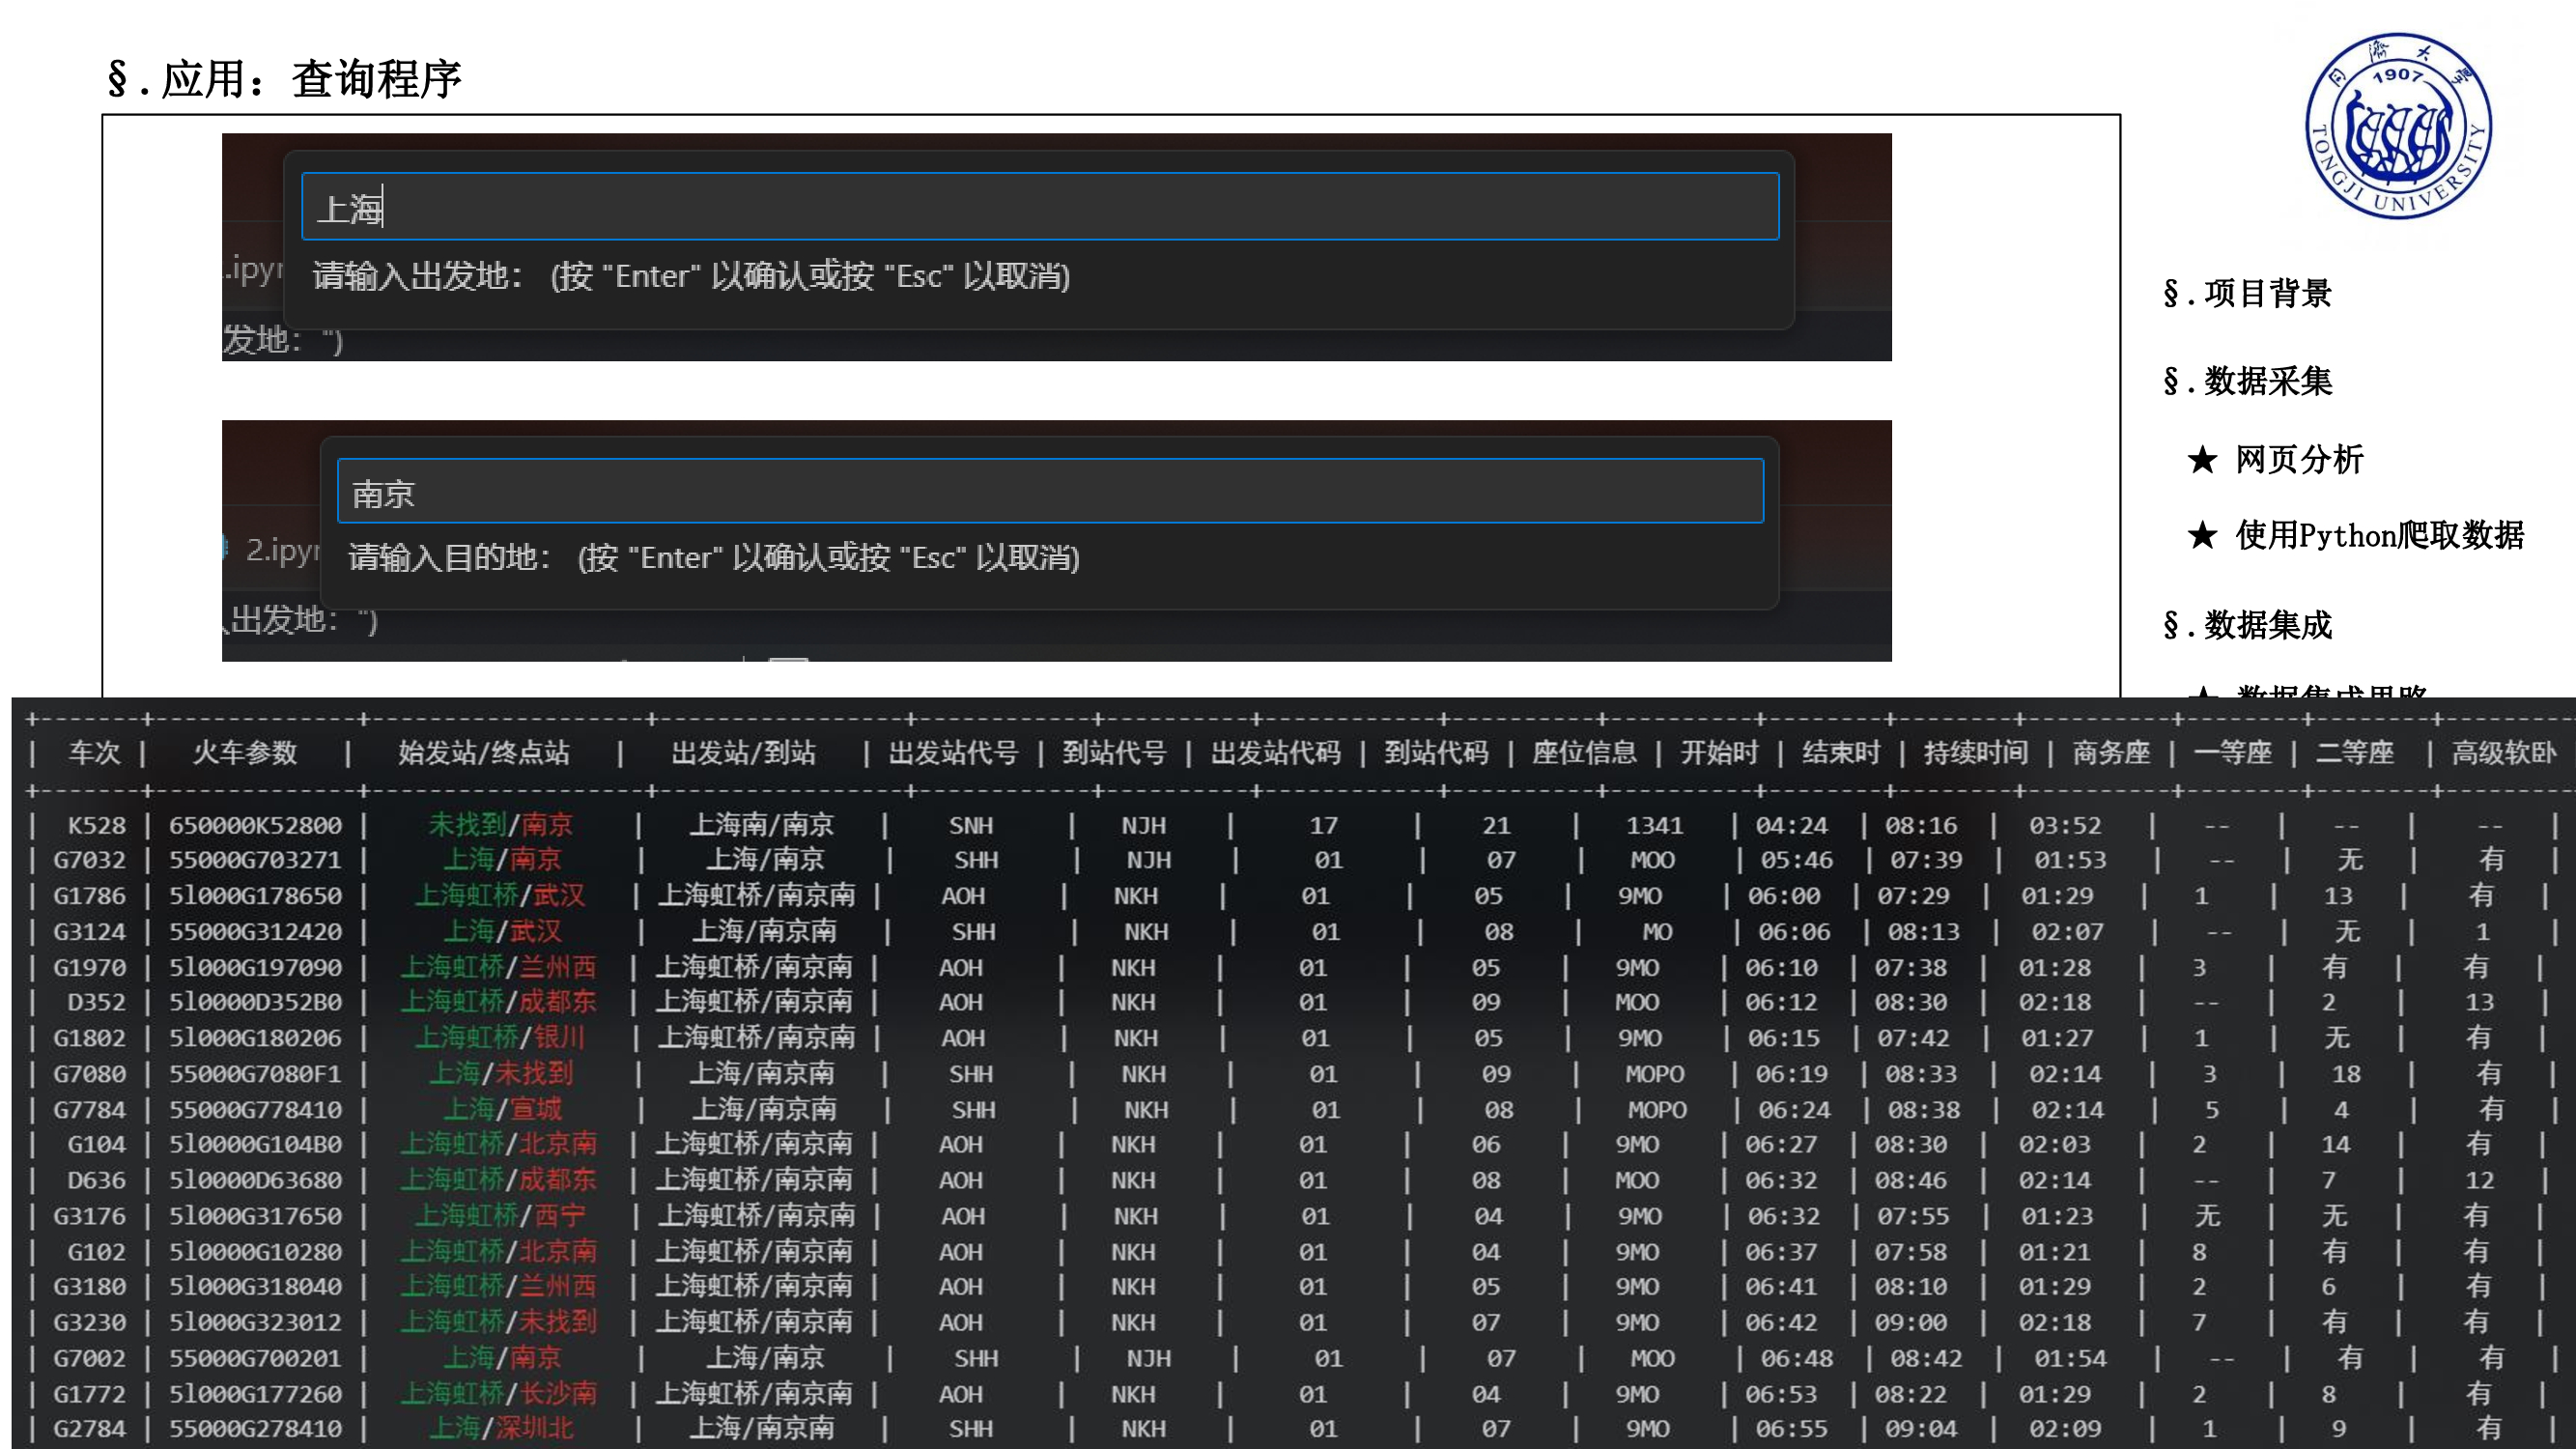 §.应用：查询程序
同济大学
1907
TONGJI UNIVERSITY
上海
.ipyn
请输入出发地： (按 "Enter" 以确认或按 "Esc" 以取消)
发地： ")
南京
2.ipyn
请输入目的地： (按 "Enter" 以确认或按 "Esc" 以取消)
出发地： ")
§.项目背景
§.数据采集
★ 网页分析
★ 使用Python爬取数据
§.数据集成
★ 数据集成思路
| 车次 | 火车参数 | 始发站/终点站 | 出发站/到站 | 出发站代号 | 到站代号 | 出发站代码 | 到站代码 | 座位信息 | 开始时 | 结束时 | 持续时间 | 商务座 | 一等座 | 二等座 | 高级软卧
| K528 | 650000K52800 | 未找到/南京 | 上海南/南京 | SNH | NJH | 17 | 21 | 1341 | 04:24 | 08:16 | 03:52 | -- | -- | -- |
| G7032 | 55000G703271 | 上海/南京 | 上海/南京 | SHH | NJH | 01 | 07 | MOO | 05:46 | 07:39 | 01:53 | -- | 无 | 有 |
| G1786 | 5l000G178650 | 上海虹桥/武汉 | 上海虹桥/南京南 | AOH | NKH | 01 | 05 | 9MO | 06:00 | 07:29 | 01:29 | 1 | 13 | 有 |
| G3124 | 55000G312420 | 上海/武汉 | 上海/南京南 | SHH | NKH | 01 | 08 | MO | 06:06 | 08:13 | 02:07 | -- | 无 | 1 |
| G1970 | 5l000G197090 | 上海虹桥/兰州西 | 上海虹桥/南京南 | AOH | NKH | 01 | 05 | 9MO | 06:10 | 07:38 | 01:28 | 3 | 有 | 有 |
| D352 | 5l0000D352B0 | 上海虹桥/成都东 | 上海虹桥/南京南 | AOH | NKH | 01 | 09 | MOO | 06:12 | 08:30 | 02:18 | -- | 2 | 13 |
| G1802 | 5l000G180206 | 上海虹桥/银川 | 上海虹桥/南京南 | AOH | NKH | 01 | 05 | 9MO | 06:15 | 07:42 | 01:27 | 1 | 无 | 有 |
| G7080 | 55000G7080F1 | 上海/未找到 | 上海/南京南 | SHH | NKH | 01 | 09 | MOPO | 06:19 | 08:33 | 02:14 | 3 | 18 | 有 |
| G7784 | 55000G778410 | 上海/宣城 | 上海/南京南 | SHH | NKH | 01 | 08 | MOPO | 06:24 | 08:38 | 02:14 | 5 | 4 | 有 |
| G104 | 5l0000G104B0 | 上海虹桥/北京南 | 上海虹桥/南京南 | AOH | NKH | 01 | 06 | 9MO | 06:27 | 08:30 | 02:03 | 2 | 14 | 有 |
| D636 | 5l0000D63680 | 上海虹桥/成都东 | 上海虹桥/南京南 | AOH | NKH | 01 | 08 | MOO | 06:32 | 08:46 | 02:14 | -- | 7 | 12 |
| G3176 | 5l000G317650 | 上海虹桥/西宁 | 上海虹桥/南京南 | AOH | NKH | 01 | 04 | 9MO | 06:32 | 07:55 | 01:23 | 无 | 无 | 有 |
| G102 | 5l0000G10280 | 上海虹桥/北京南 | 上海虹桥/南京南 | AOH | NKH | 01 | 04 | 9MO | 06:37 | 07:58 | 01:21 | 8 | 有 | 有 |
| G3180 | 5l000G318040 | 上海虹桥/兰州西 | 上海虹桥/南京南 | AOH | NKH | 01 | 05 | 9MO | 06:41 | 08:10 | 01:29 | 2 | 6 | 有 |
| G3230 | 5l000G323012 | 上海虹桥/未找到 | 上海虹桥/南京南 | AOH | NKH | 01 | 07 | 9MO | 06:42 | 09:00 | 02:18 | 7 | 有 | 有 |
| G7002 | 55000G700201 | 上海/南京 | 上海/南京 | SHH | NJH | 01 | 07 | MOO | 06:48 | 08:42 | 01:54 | -- | 有 | 有 |
| G1772 | 5l000G177260 | 上海虹桥/长沙南 | 上海虹桥/南京南 | AOH | NKH | 01 | 04 | 9MO | 06:53 | 08:22 | 01:29 | 2 | 8 | 有 |
| G2784 | 55000G278410 | 上海/深圳北 | 上海/南京南 | SHH | NKH | 01 | 07 | 9MO | 06:55 | 09:04 | 02:09 | 1 | 9 | 有 |